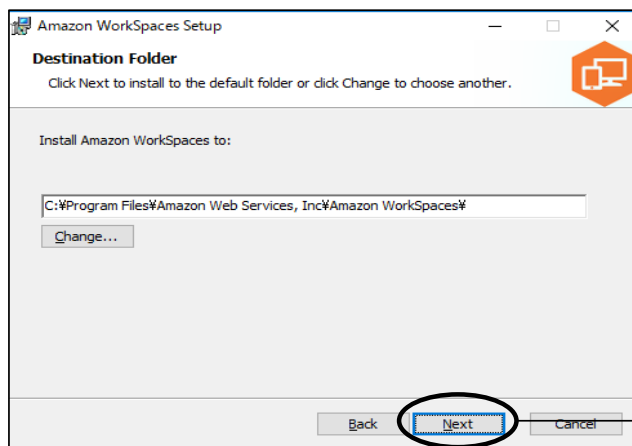 Amazon WorkSpaces Setup
Destination Folder
Click Next to install to the default folder or click Change to choose another.
Install Amazon WorkSpaces to:
C:¥Program Files¥Amazon Web Services, Inc¥Amazon WorkSpaces¥
Change...
Back Next Cancel